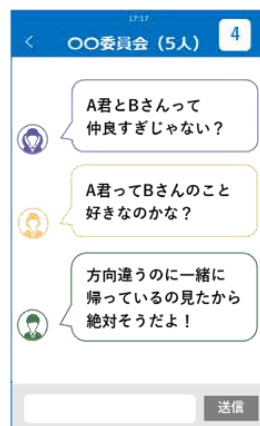 17:17
〇〇委員会（5人）
4
A君とBさんって
仲良すぎじゃない？
A君ってBさんのこと
好きなのかな？
方向違うのに一緒に
帰っているの見たから
絶対そうだよ！
送信